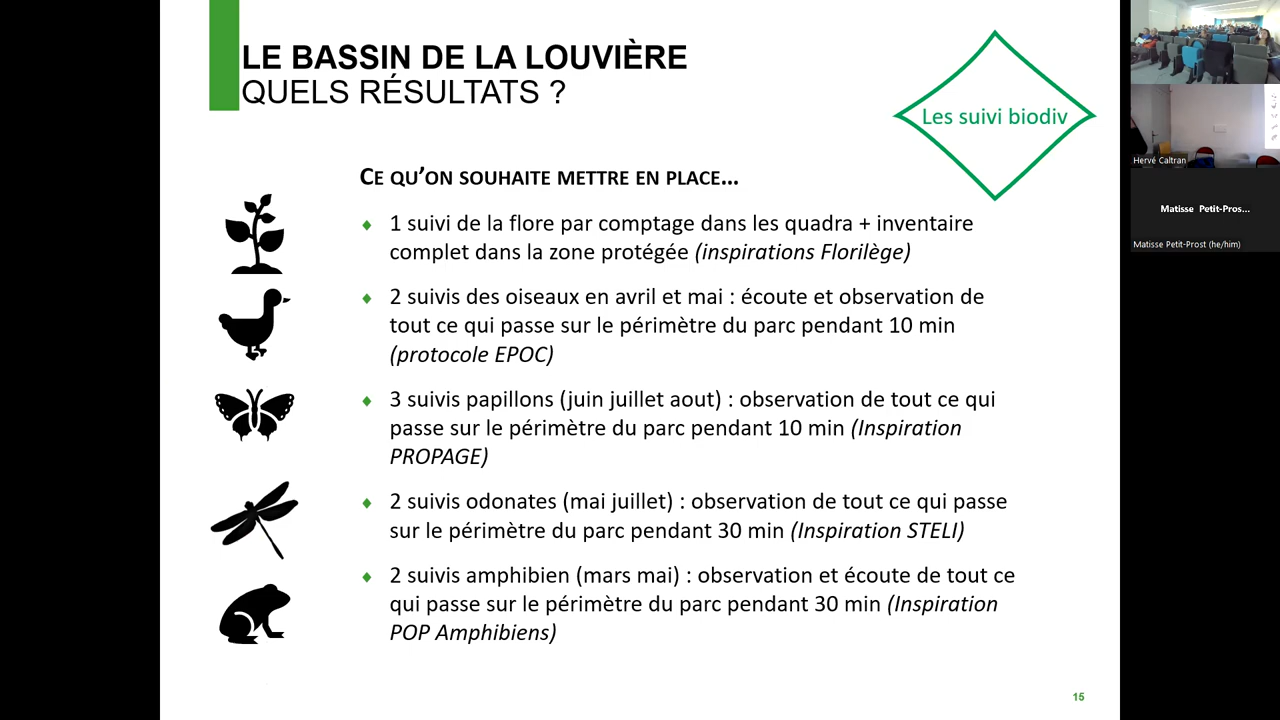 LE BASSIN DE LA LOUVIÈRE
QUELS RÉSULTATS ?
Les suivi biodiv
CE QU'ON SOUHAITE METTRE EN PLACE...
1 suivi de la flore par comptage dans les quadra + inventaire
complet dans la zone protégée (inspirations Florilège)
2 suivis des oiseaux en avril et mai : écoute et observation de
tout ce qui passe sur le périmètre du parc pendant 10 min
(protocole EPOC)
3 suivis papillons (juin juillet aout) : observation de tout ce qui
passe sur le périmètre du parc pendant 10 min (Inspiration
PROPAGE)
2 suivis odonates (mai juillet) : observation de tout ce qui passe
sur le périmètre du parc pendant 30 min (Inspiration STELI)
2 suivis amphibien (mars mai) : observation et écoute de tout ce
qui passe sur le périmètre du parc pendant 30 min (Inspiration
POP Amphibiens)
15
Hervé Caltran
Matisse Petit-Pros...
Matisse Petit-Prost (he/him)